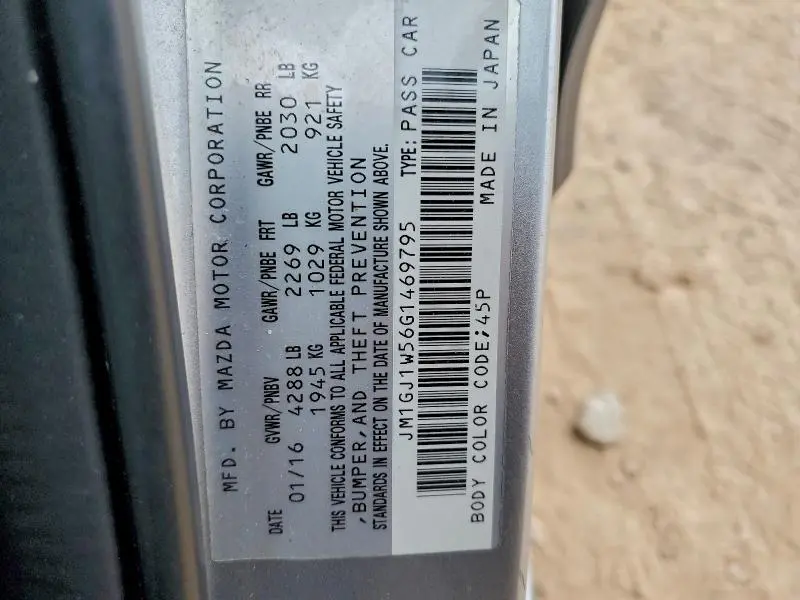 MFD. BY MAZDA MOTOR CORPORATION
DATE GVWR/PNBV GAWR/PNBE FRT GAWR/PNBE RR
01/16 4288 LB 2269 LB 2030 LB
1945 KG 1029 KG 921 KG
THIS VEHICLE CONFORMS TO ALL APPLICABLE FEDERAL MOTOR VEHICLE SAFETY
,BUMPER,AND THEFT PREVENTION
STANDARDS IN EFFECT ON THE DATE OF MANUFACTURE SHOWN ABOVE.
JM1GJ1W56G1469795 TYPE: PASS CAR
BODY COLOR CODE;45P MADE IN JAPAN